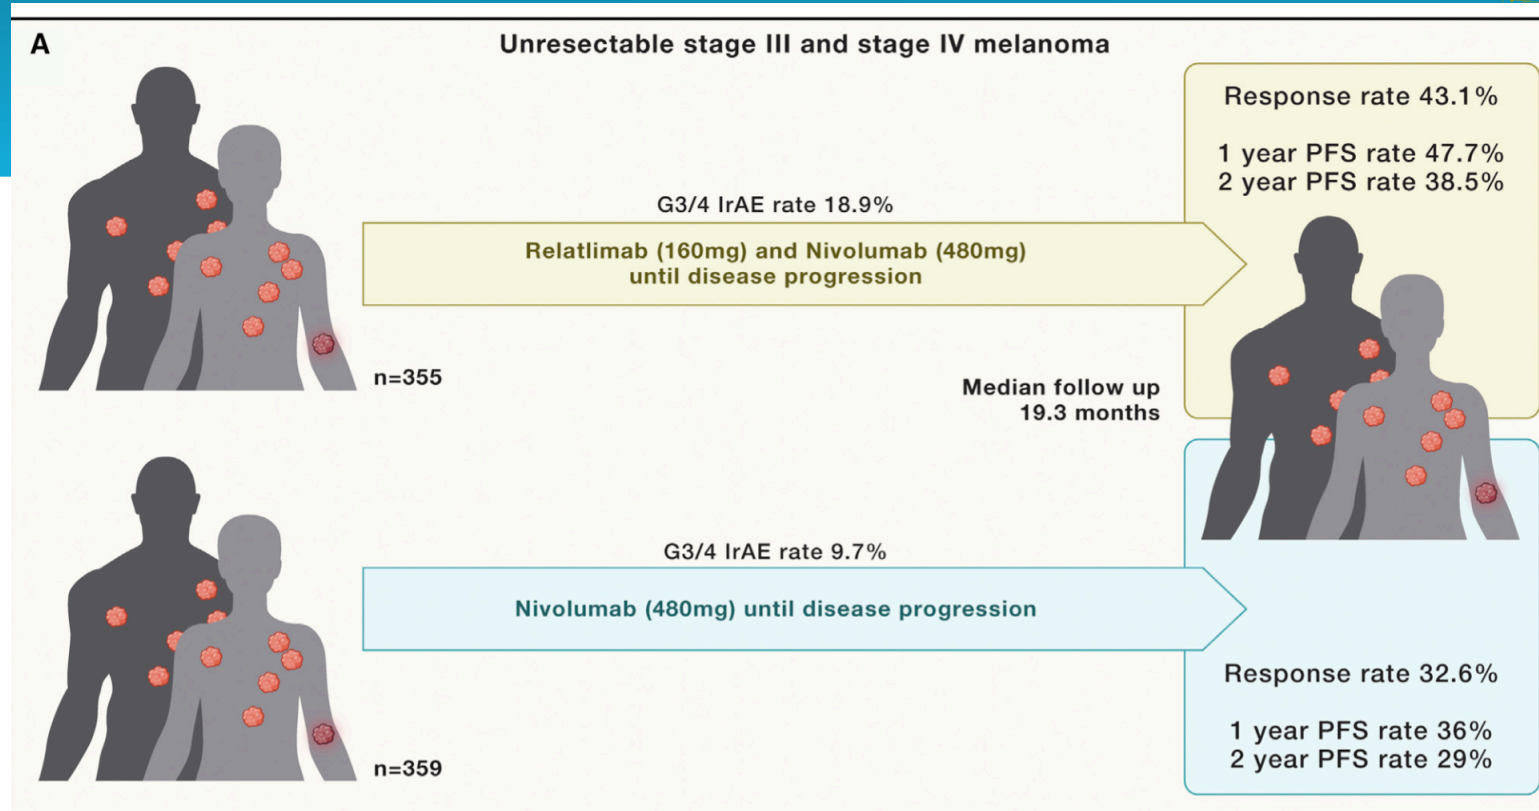 A
Unresectable stage III and stage IV melanoma
Response rate 43.1%
1 year PFS rate 47.7%
2 year PFS rate 38.5%
G3/4 IrAE rate 18.9%
Relatlimab (160mg) and Nivolumab (480mg)
until disease progression
n=355
Median follow up
19.3 months
G3/4 IrAE rate 9.7%
Nivolumab (480mg) until disease progression
Response rate 32.6%
1 year PFS rate 36%
2 year PFS rate 29%
n=359